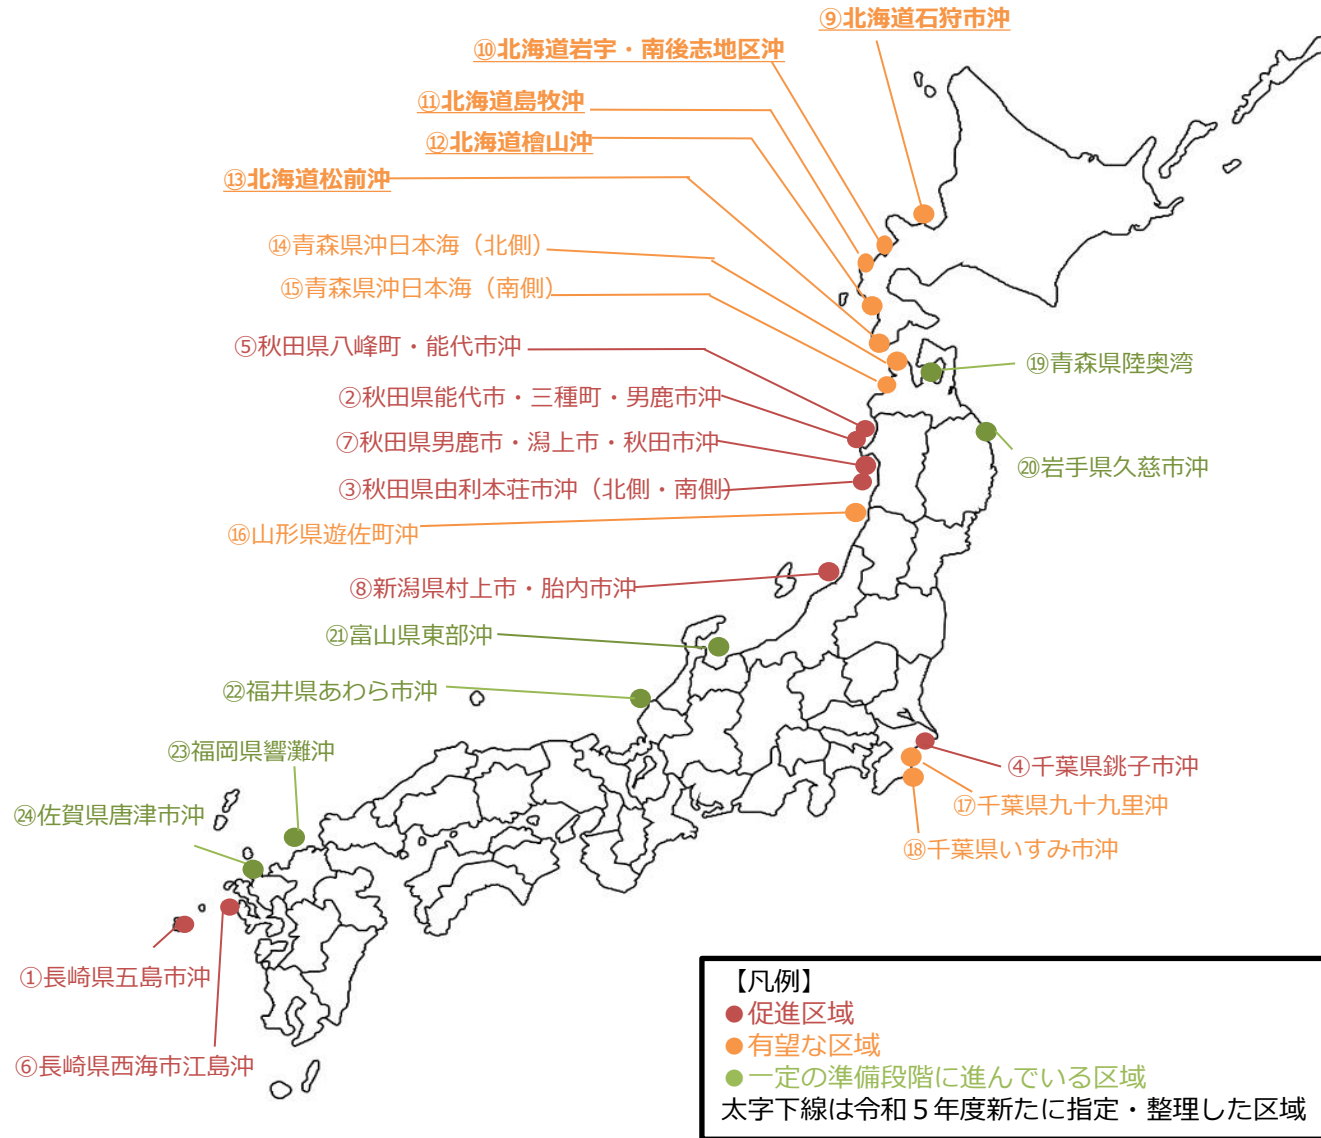 ⑨北海道石狩市沖
⑩北海道岩宇・南後志地区沖
⑪北海道島牧沖
⑫北海道檜山沖
⑬北海道松前沖
⑭青森県沖日本海（北側）
⑮青森県沖日本海（南側）
⑤秋田県八峰町・能代市沖
⑲青森県陸奥湾
②秋田県能代市・三種町・男鹿市沖
⑦秋田県男鹿市・潟上市・秋田市沖
⑳岩手県久慈市沖
③秋田県由利本荘市沖（北側・南側）
⑯山形県遊佐町沖
⑧新潟県村上市・胎内市沖
㉑富山県東部沖
㉒福井県あわら市沖
㉓福岡県響灘沖
④千葉県銚子市沖
⑰千葉県九十九里沖
㉔佐賀県唐津市沖
⑱千葉県いすみ市沖
①長崎県五島市沖
⑥長崎県西海市江島沖
【凡例】
●促進区域
●有望な区域
●一定の準備段階に進んでいる区域
太字下線は令和５年度新たに指定・整理した区域